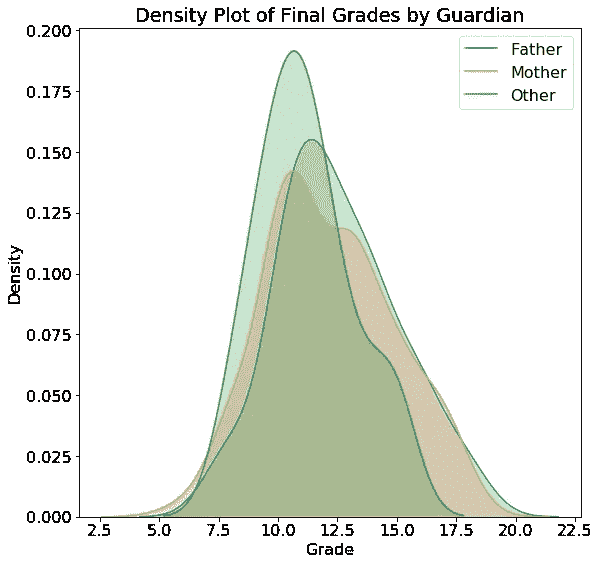 Density Plot of Final Grades by Guardian
Father
Mother
Other
0.200
0.175
0.150
0.125
0.100
0.075
0.050
0.025
0.000
Density
2.5 5.0 7.5 10.0 12.5 15.0 17.5 20.0 22.5
Grade